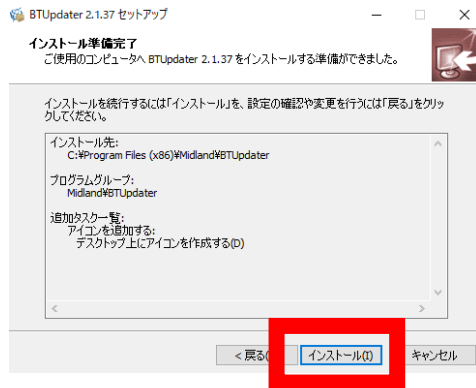 BTUpdater 2.1.37 セットアップ
インストール準備完了
ご使用のコンピュータへ BTUpdater 2.1.37 をインストールする準備ができました。
インストールを続行するには「インストール」を、設定の確認や変更を行うには「戻る」をクリッ
クしてください。
インストール先:
C:¥Program Files (x86)¥Midland¥BTUpdater
プログラムグループ:
Midland¥BTUpdater
追加タスク一覧:
アイコンを追加する:
デスクトップ上にアイコンを作成する(D)
< 戻る( インストール(I) キャンセル